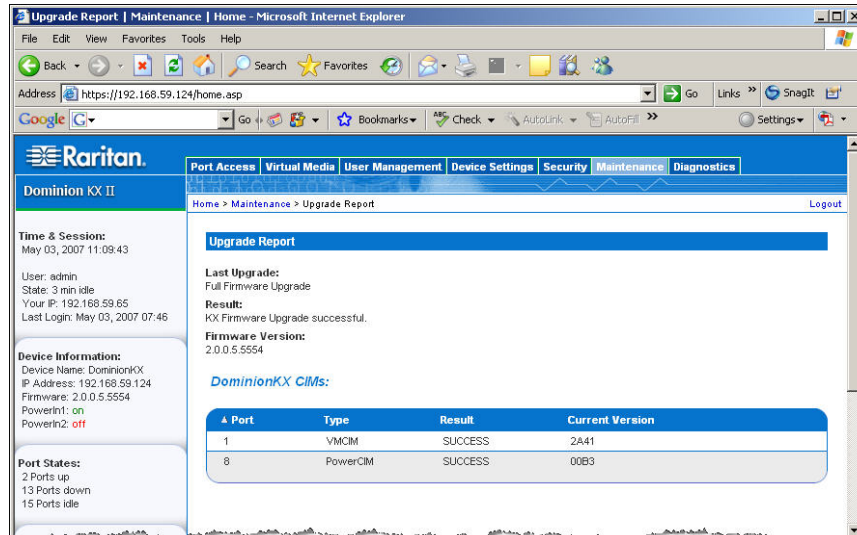 Upgrade Report | Maintenance | Home - Microsoft Internet Explorer
File Edit View Favorites Tools Help
Back Search Favorites
Address https://192.168.59.124/home.asp Go Links » SnagIt
Google G Go Bookmarks ABC Check AutoLink AutoFill » Settings
Raritan.
Port Access Virtual Media User Management Device Settings Security Maintenance Diagnostics
Dominion KX II
Home > Maintenance > Upgrade Report Logout
Time & Session:
May 03, 2007 11:09:43
User: admin
State: 3 min idle
Your IP: 192.168.59.65
Last Login: May 03, 2007 07:46
Device Information:
Device Name: DominionKX
IP Address: 192.168.59.124
Firmware: 2.0.0.5.5554
PowerIn1: on
PowerIn2: off
Port States:
2 Ports up
13 Ports down
15 Ports idle
Upgrade Report
Last Upgrade:
Full Firmware Upgrade
Result:
KX Firmware Upgrade successful.
Firmware Version:
2.0.0.5.5554
DominionKX CIMs:
▲ Port Type Result Current Version
1 VMCIM SUCCESS 2A41
8 PowerCIM SUCCESS 00B3